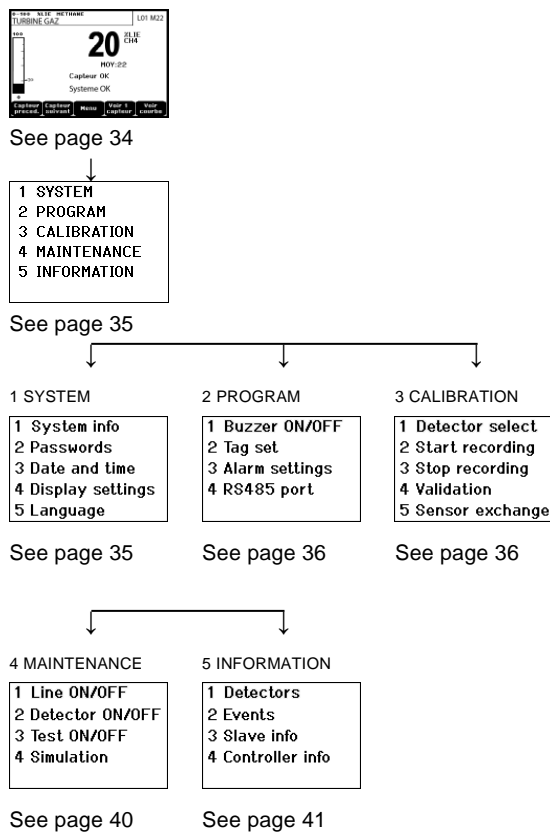 0-100 %LIE METHANE
TURBINE GAZ
L01 M22
100
20 %LIE
CH4
MOY:22
20
Capteur OK
Systeme OK
0
Capteur préced. Capteur suivant Menu Voir 1 capteur Voir courbe
See page 34
1 SYSTEM
2 PROGRAM
3 CALIBRATION
4 MAINTENANCE
5 INFORMATION
See page 35
1 SYSTEM
1 System info
2 Passwords
3 Date and time
4 Display settings
5 Language
See page 35
2 PROGRAM
1 Buzzer ON/OFF
2 Tag set
3 Alarm settings
4 RS485 port
See page 36
3 CALIBRATION
1 Detector select
2 Start recording
3 Stop recording
4 Validation
5 Sensor exchange
See page 36
4 MAINTENANCE
1 Line ON/OFF
2 Detector ON/OFF
3 Test ON/OFF
4 Simulation
See page 40
5 INFORMATION
1 Detectors
2 Events
3 Slave info
4 Controller info
See page 41